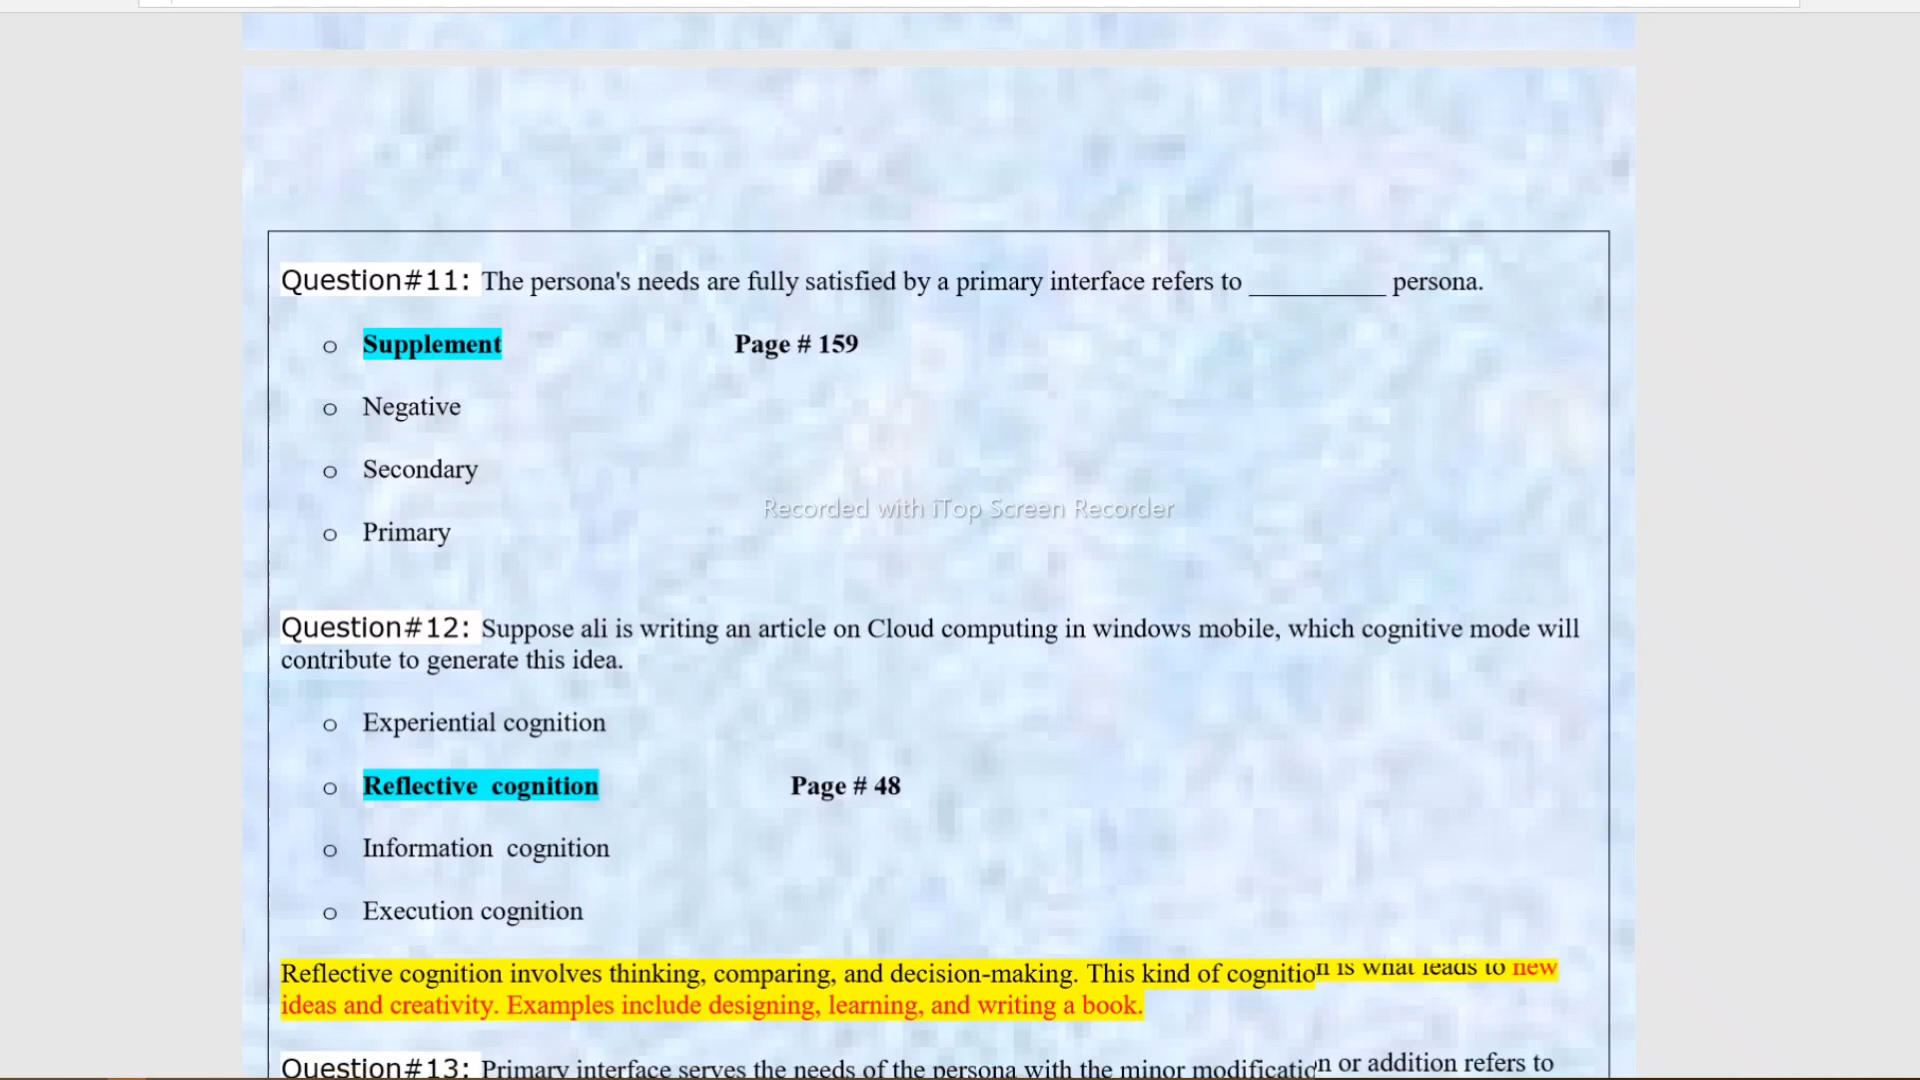 Question#11: The persona's needs are fully satisfied by a primary interface refers to __________ persona.
o Supplement Page # 159
o Negative
o Secondary
Recorded with iTop Screen Recorder
o Primary
Question#12: Suppose ali is writing an article on Cloud computing in windows mobile, which cognitive mode will
contribute to generate this idea.
o Experiential cognition
o Reflective cognition Page # 48
o Information cognition
o Execution cognition
Reflective cognition involves thinking, comparing, and decision-making. This kind of cognition is what leads to new
ideas and creativity. Examples include designing, learning, and writing a book.
Question#13: Primary interface serves the needs of the persona with the minor modification or addition refers to